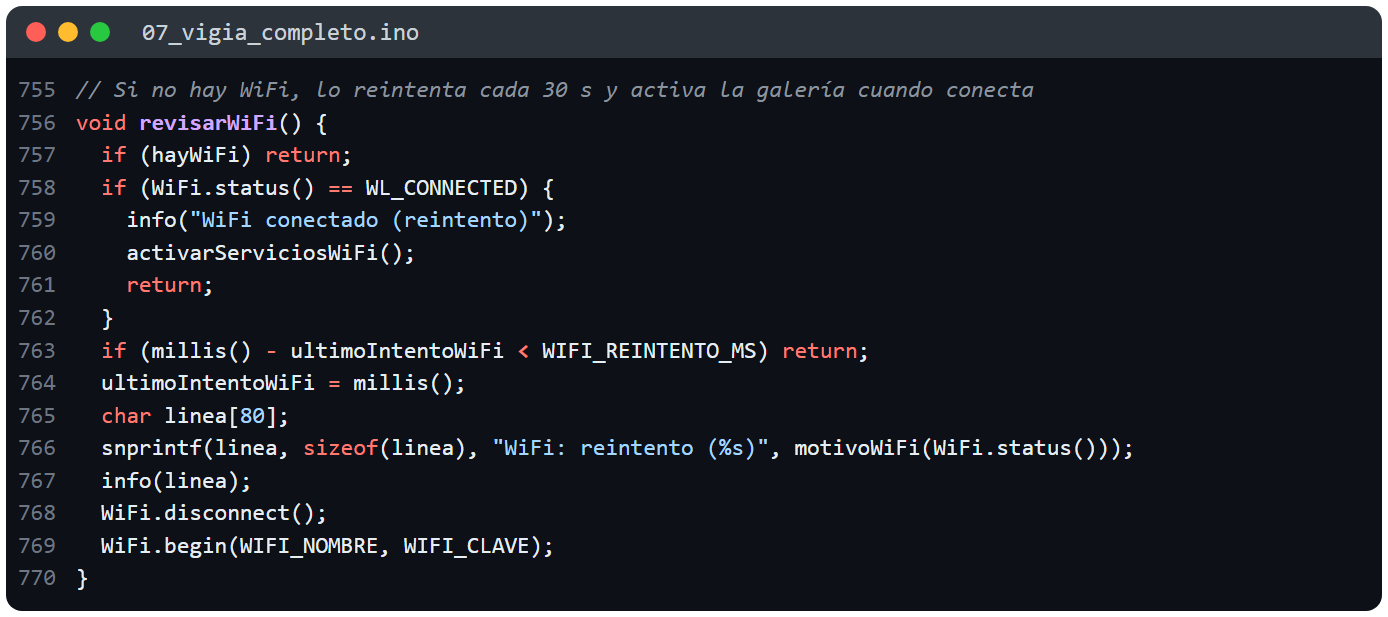 07_vigia_completo.ino
755 // Si no hay WiFi, lo reintenta cada 30 s y activa la galería cuando conecta
756 void revisarWiFi() {
757   if (hayWiFi) return;
758   if (WiFi.status() == WL_CONNECTED) {
759     info("WiFi conectado (reintento)");
760     activarServiciosWiFi();
761     return;
762   }
763   if (millis() - ultimoIntentoWiFi < WIFI_REINTENTO_MS) return;
764   ultimoIntentoWiFi = millis();
765   char linea[80];
766   snprintf(linea, sizeof(linea), "WiFi: reintento (%s)", motivoWiFi(WiFi.status()));
767   info(linea);
768   WiFi.disconnect();
769   WiFi.begin(WIFI_NOMBRE, WIFI_CLAVE);
770 }